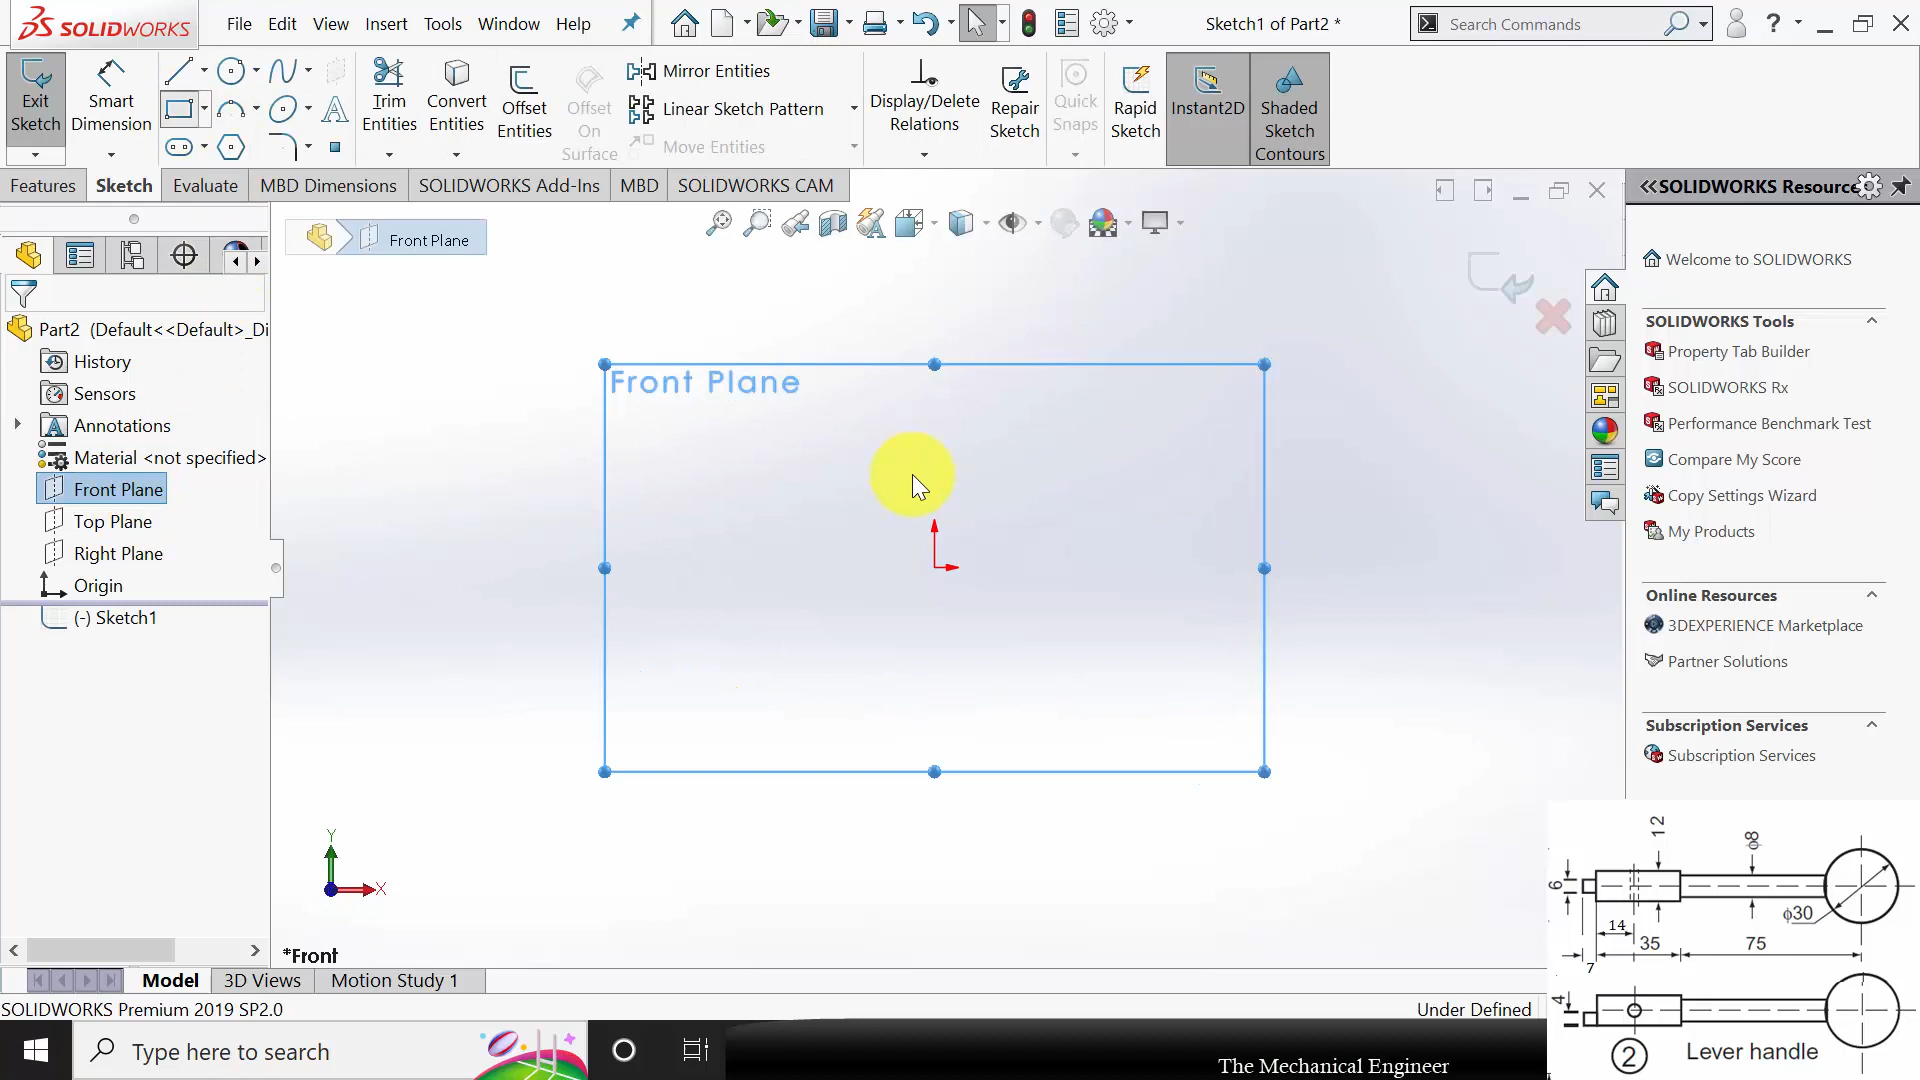 SOLIDWORKS
File Edit View Insert Tools Window Help
Sketch1 of Part2 *
Search Commands
?
Exit Sketch
Smart Dimension
Trim Entities
Convert Entities
Offset Entities
Offset On Surface
Mirror Entities
Linear Sketch Pattern
Move Entities
Display/Delete Relations
Repair Sketch
Quick Snaps
Rapid Sketch
Instant2D
Shaded Sketch Contours
Features Sketch Evaluate MBD Dimensions SOLIDWORKS Add-Ins MBD SOLIDWORKS CAM
Front Plane
Part2 (Default<<Default>_Di
History
Sensors
Annotations
Material <not specified>
Front Plane
Top Plane
Right Plane
Origin
(-) Sketch1
Front Plane
Y
X
*Front
SOLIDWORKS Resource
Welcome to SOLIDWORKS
SOLIDWORKS Tools
Property Tab Builder
SOLIDWORKS Rx
Performance Benchmark Test
Compare My Score
Copy Settings Wizard
My Products
Online Resources
3DEXPERIENCE Marketplace
Partner Solutions
Subscription Services
Subscription Services
12
ϕ8
6
ϕ30
14
35
75
7
4
2
Lever handle
Model 3D Views Motion Study 1
SOLIDWORKS Premium 2019 SP2.0
Under Defined
Type here to search
The Mechanical Engineer